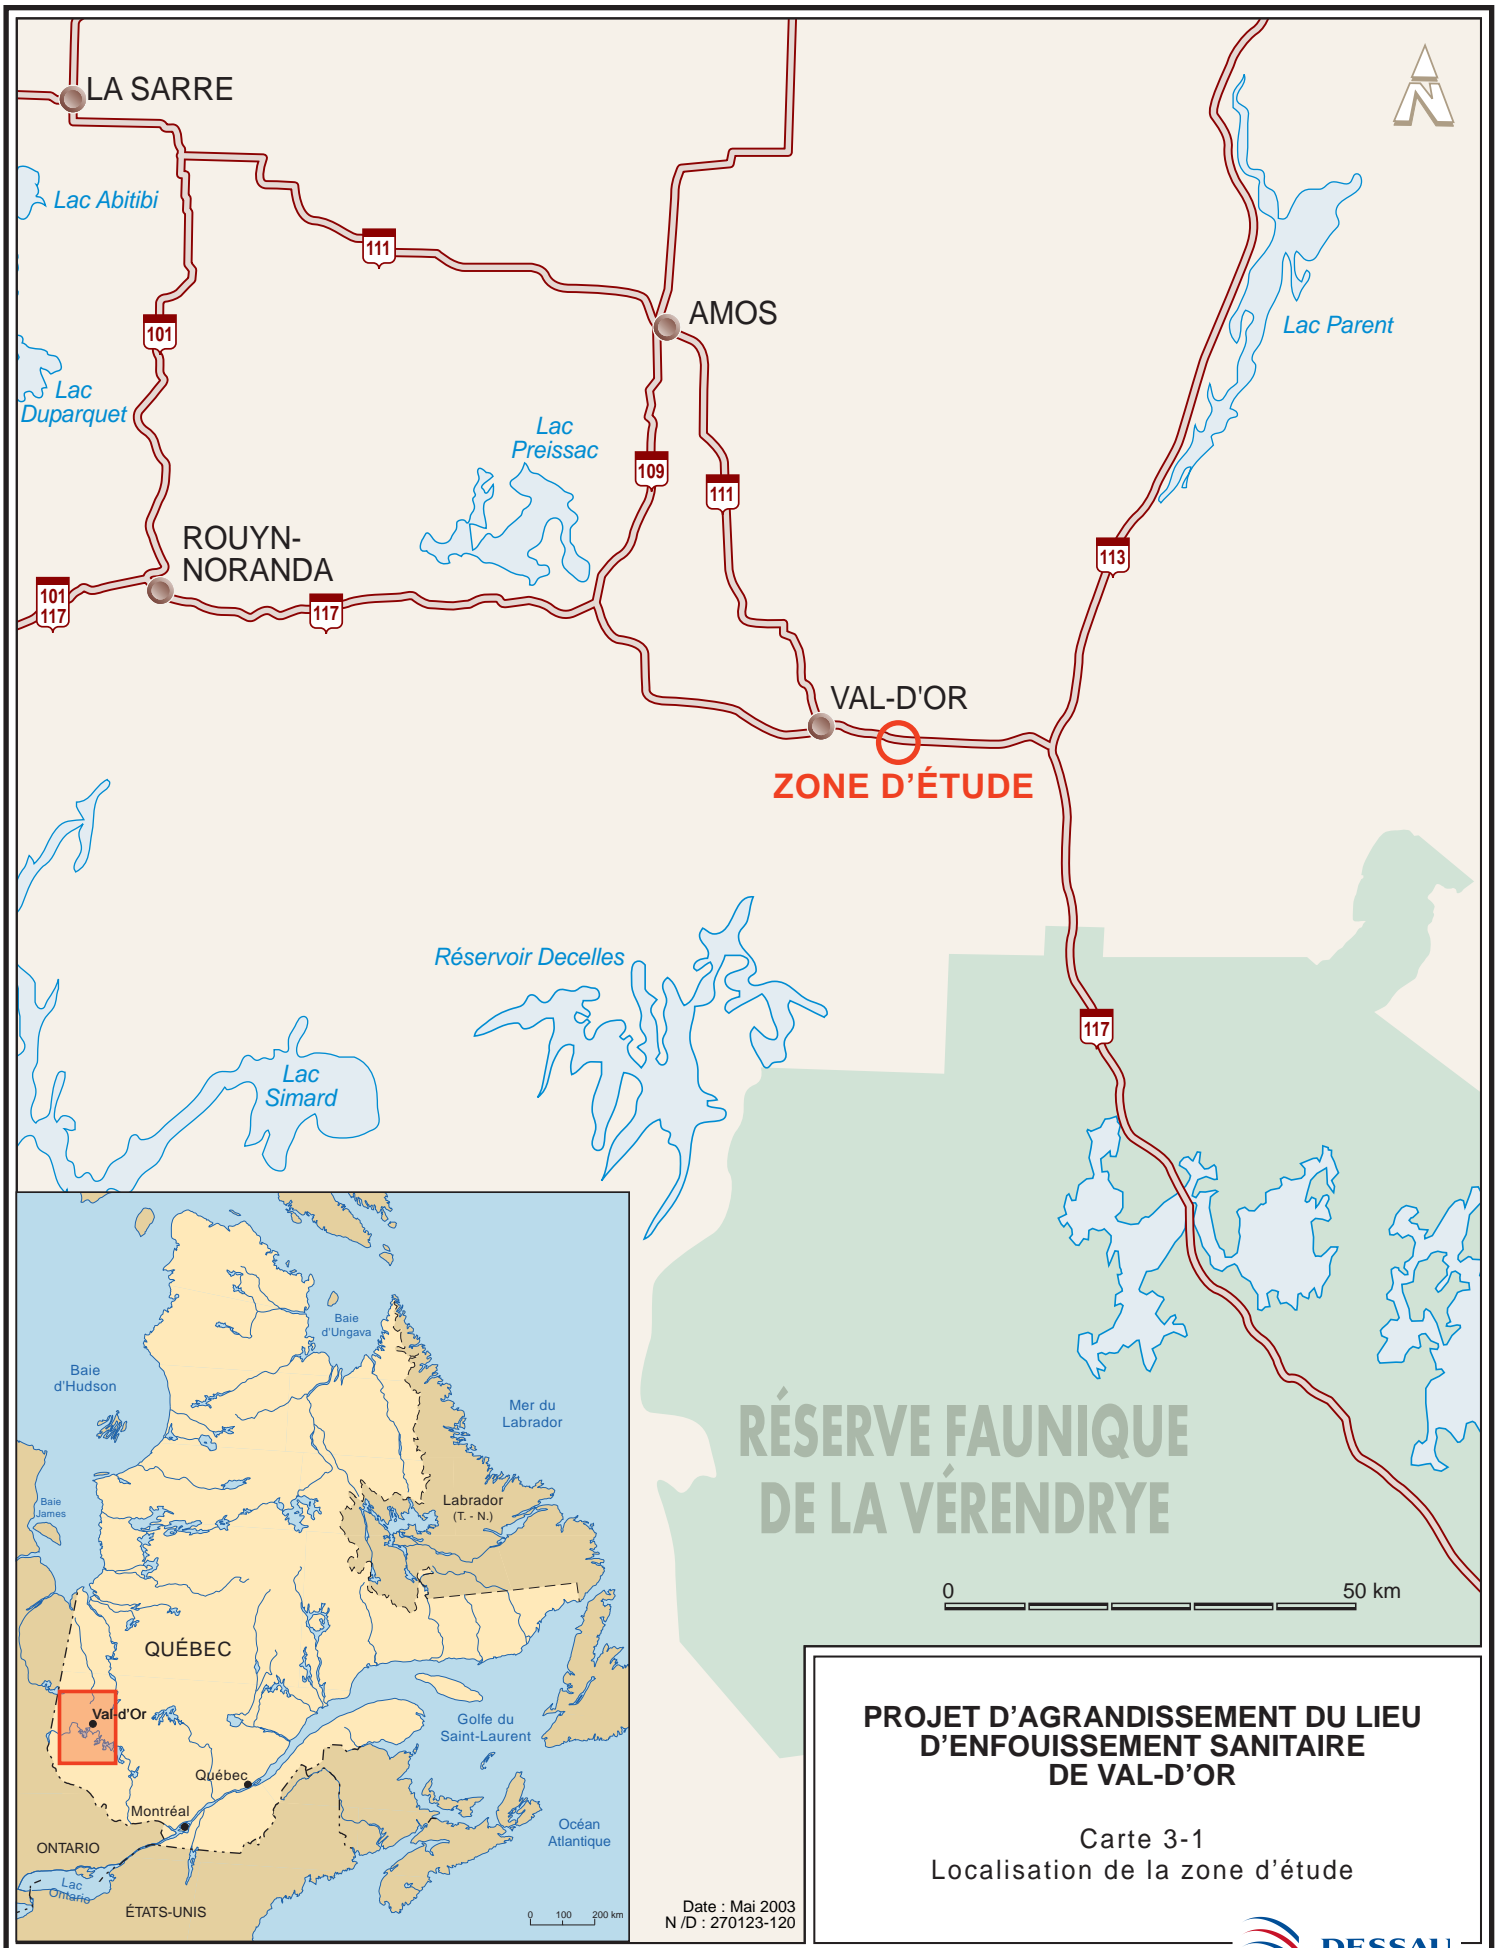 LA SARRE
Lac Abitibi
111
AMOS
101
Lac Parent
Lac
Duparquet
Lac
Preissac
109
111
ROUYN-
NORANDA
113
101
117
117
VAL-D'OR
ZONE D'ÉTUDE
Réservoir Decelles
117
Lac
Simard
RÉSERVE FAUNIQUE
DE LA VÉRENDRYE
0 50 km
N
Baie
d'Ungava
Baie
d'Hudson
Mer du
Labrador
Baie
James
Labrador
(T. - N.)
QUÉBEC
Val-d'Or
Golfe du
Saint-Laurent
Québec
Montréal
Océan
Atlantique
ONTARIO
Lac
Ontario
ÉTATS-UNIS
0 100 200 km
Date : Mai 2003
N /D : 270123-120
PROJET D'AGRANDISSEMENT DU LIEU
D'ENFOUISSEMENT SANITAIRE
DE VAL-D'OR
Carte 3-1
Localisation de la zone d'étude
DESSAU